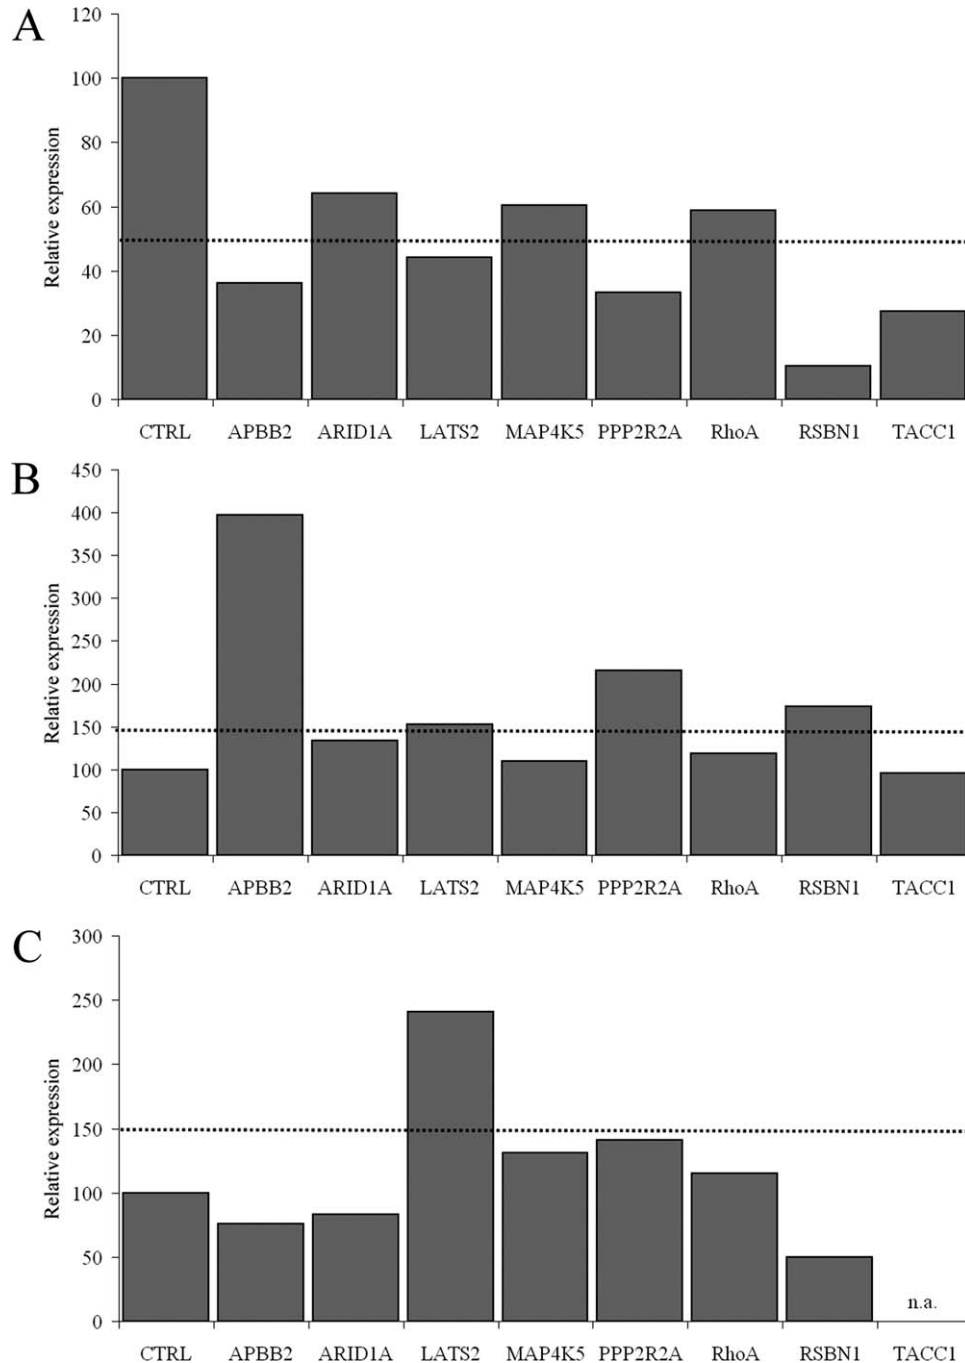 A
120
100
80
60
40
20
0
Relative expression
CTRL APBB2 ARID1A LATS2 MAP4K5 PPP2R2A RhoA RSBN1 TACC1
B
450
400
350
300
250
200
150
100
50
0
Relative expression
CTRL APBB2 ARID1A LATS2 MAP4K5 PPP2R2A RhoA RSBN1 TACC1
C
300
250
200
150
100
50
0
Relative expression
n.a.
CTRL APBB2 ARID1A LATS2 MAP4K5 PPP2R2A RhoA RSBN1 TACC1